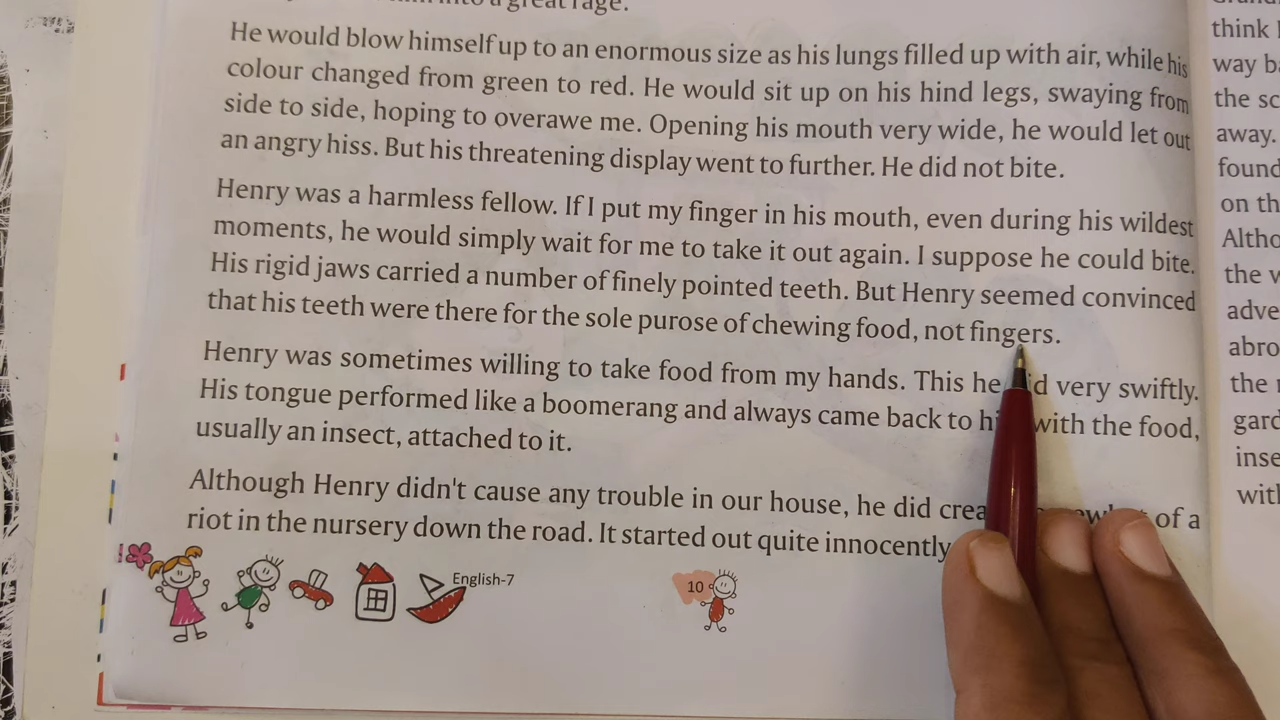 a great rage.
He would blow himself up to an enormous size as his lungs filled up with air, while his
colour changed from green to red. He would sit up on his hind legs, swaying from
side to side, hoping to overawe me. Opening his mouth very wide, he would let out
an angry hiss. But his threatening display went to further. He did not bite.
Henry was a harmless fellow. If I put my finger in his mouth, even during his wildest
moments, he would simply wait for me to take it out again. I suppose he could bite.
His rigid jaws carried a number of finely pointed teeth. But Henry seemed convinced
that his teeth were there for the sole purose of chewing food, not fingers.
Henry was sometimes willing to take food from my hands. This he very swiftly.
His tongue performed like a boomerang and always came back to with the food,
usually an insect, attached to it.
Although Henry didn't cause any trouble in our house, he did of a
riot in the nursery down the road. It started out quite innocently
English-7
10
think
way
the
away.
found
on
the
the
with